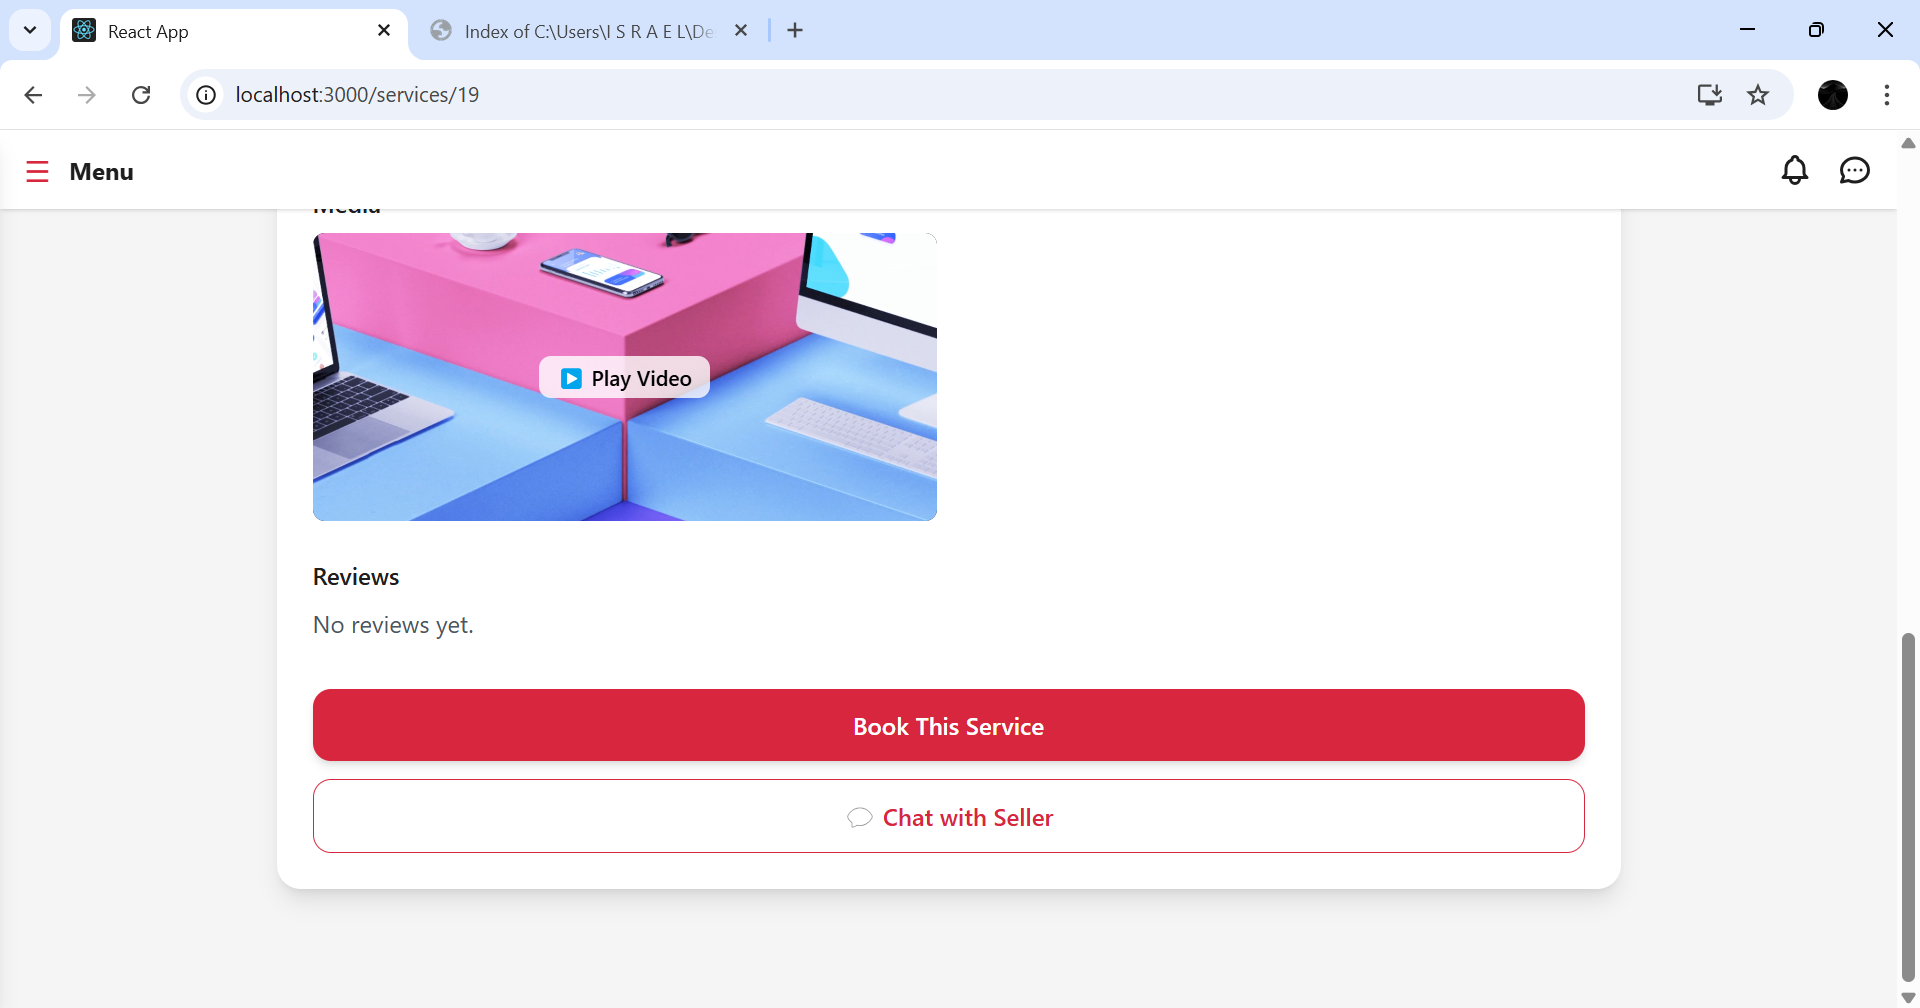 React App
Index of C:\Users\I S R A E L\De
localhost:3000/services/19
Menu
Media
Play Video
Reviews
No reviews yet.
Book This Service
Chat with Seller